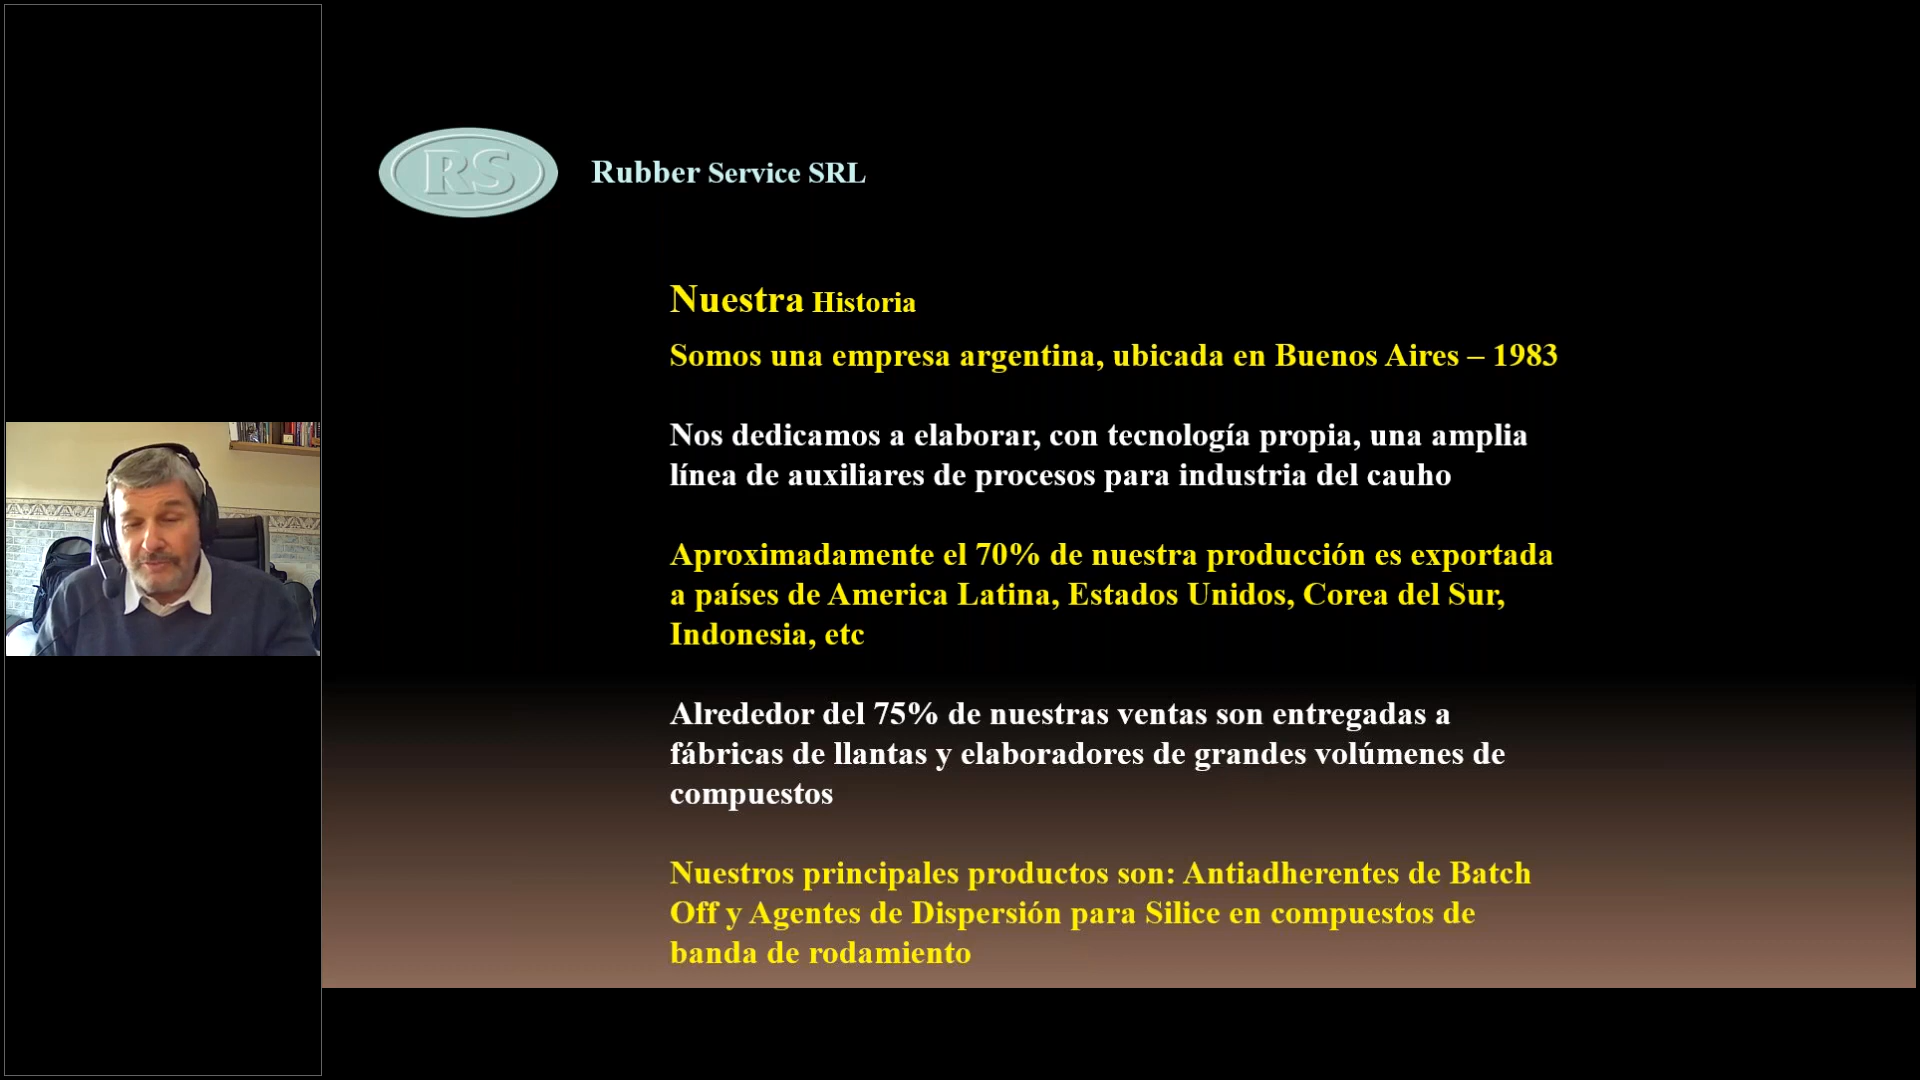 RS
Rubber Service SRL
Nuestra Historia
Somos una empresa argentina, ubicada en Buenos Aires – 1983
Nos dedicamos a elaborar, con tecnología propia, una amplia
línea de auxiliares de procesos para industria del cauho
Aproximadamente el 70% de nuestra producción es exportada
a países de America Latina, Estados Unidos, Corea del Sur,
Indonesia, etc
Alrededor del 75% de nuestras ventas son entregadas a
fábricas de llantas y elaboradores de grandes volúmenes de
compuestos
Nuestros principales productos son: Antiadherentes de Batch
Off y Agentes de Dispersión para Silice en compuestos de
banda de rodamiento